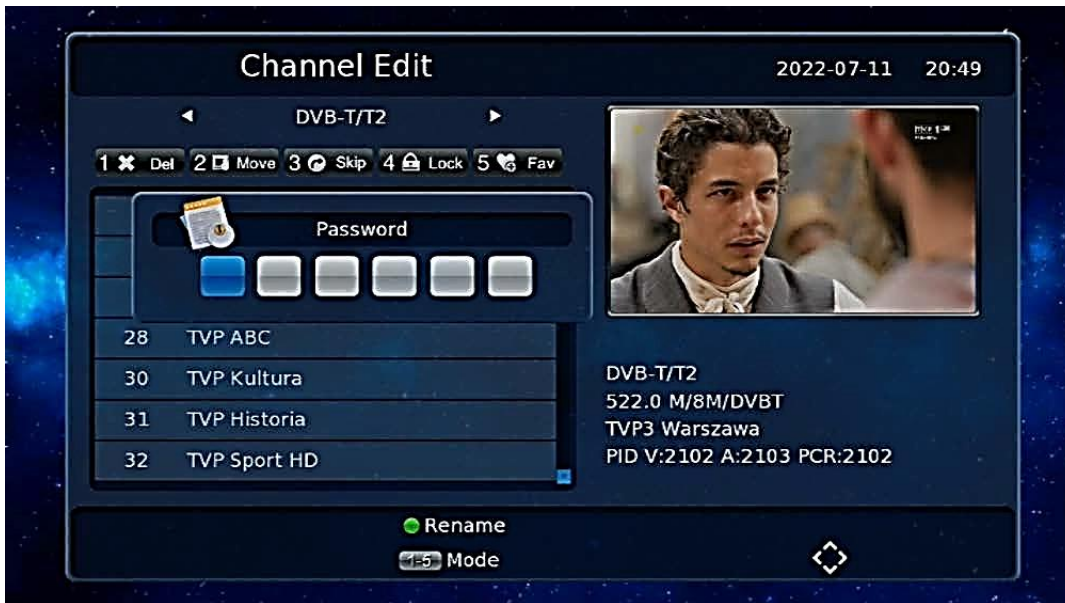 Channel Edit
2022-07-11 20:49
DVB-T/T2
1 Del 2 Move 3 Skip 4 Lock 5 Fav
Password
28 TVP ABC
30 TVP Kultura
31 TVP Historia
32 TVP Sport HD
DVB-T/T2
522.0 M/8M/DVBT
TVP3 Warszawa
PID V:2102 A:2103 PCR:2102
Rename
1-5 Mode